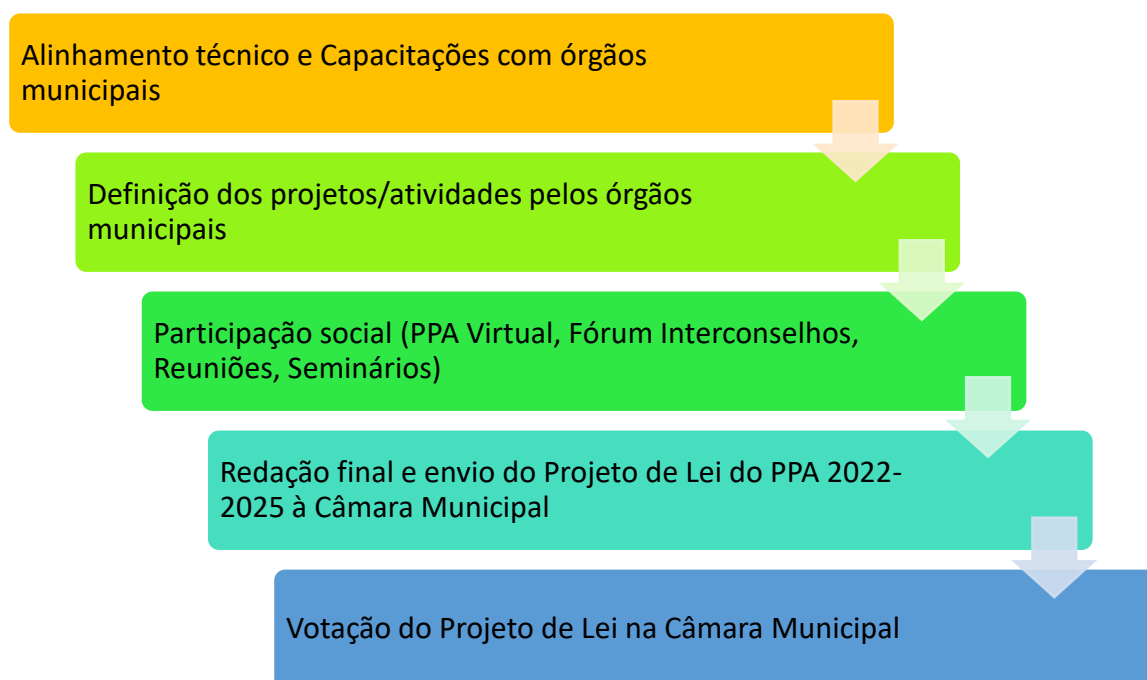 Alinhamento técnico e Capacitações com órgãos
municipais
Definição dos projetos/atividades pelos órgãos
municipais
Participação social (PPA Virtual, Fórum Interconselhos,
Reuniões, Seminários)
Redação final e envio do Projeto de Lei do PPA 2022-
2025 à Câmara Municipal
Votação do Projeto de Lei na Câmara Municipal